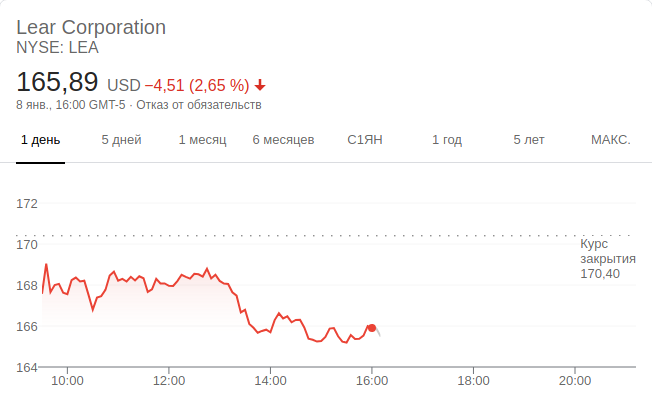 Lear Corporation
NYSE: LEA
165,89 USD −4,51 (2,65 %)
8 янв., 16:00 GMT-5 · Отказ от обязательств
1 день 5 дней 1 месяц 6 месяцев С1ЯН 1 год 5 лет МАКС.
172
170
168
166
164
Курс
закрытия
170,40
10:00 12:00 14:00 16:00 18:00 20:00